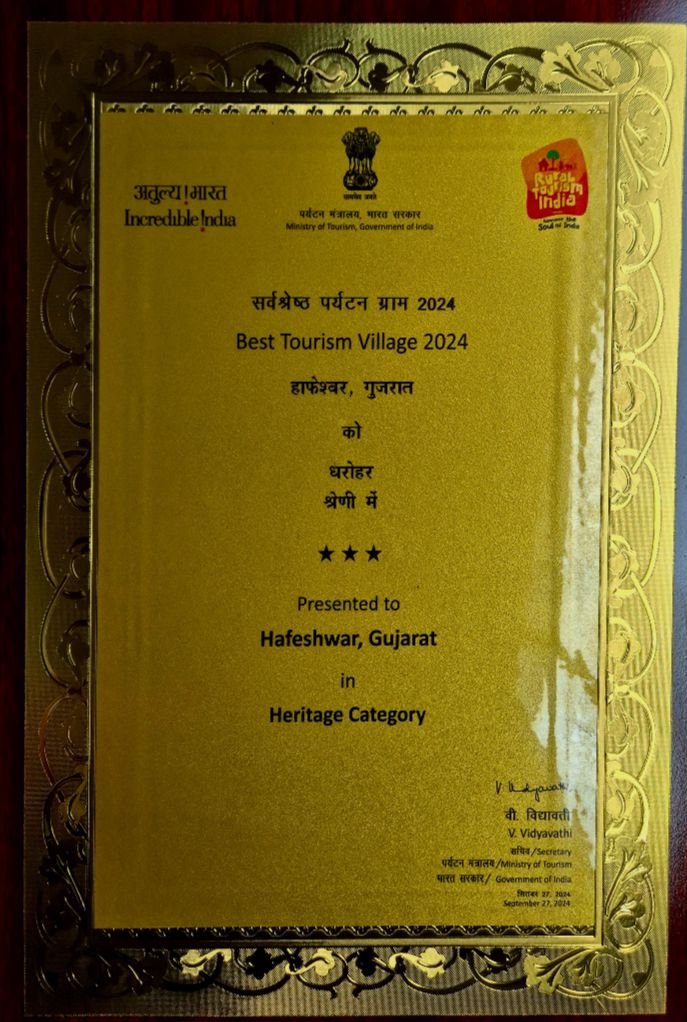 अतुल्य!भारत
Incredible!ndia
सत्यमेव जयते
पर्यटन मंत्रालय, भारत सरकार
Ministry of Tourism, Government of India
Rural
Tourism
India
Soul of India
सर्वश्रेष्ठ पर्यटन ग्राम 2024
Best Tourism Village 2024
हाफेश्वर, गुजरात
को
धरोहर
श्रेणी में
★ ★ ★
Presented to
Hafeshwar, Gujarat
in
Heritage Category
V. Vidyavathi
वी. विद्यावती
V. Vidyavathi
सचिव/Secretary
पर्यटन मंत्रालय/Ministry of Tourism
भारत सरकार/ Government of India
सितंबर 27, 2024
September 27, 2024